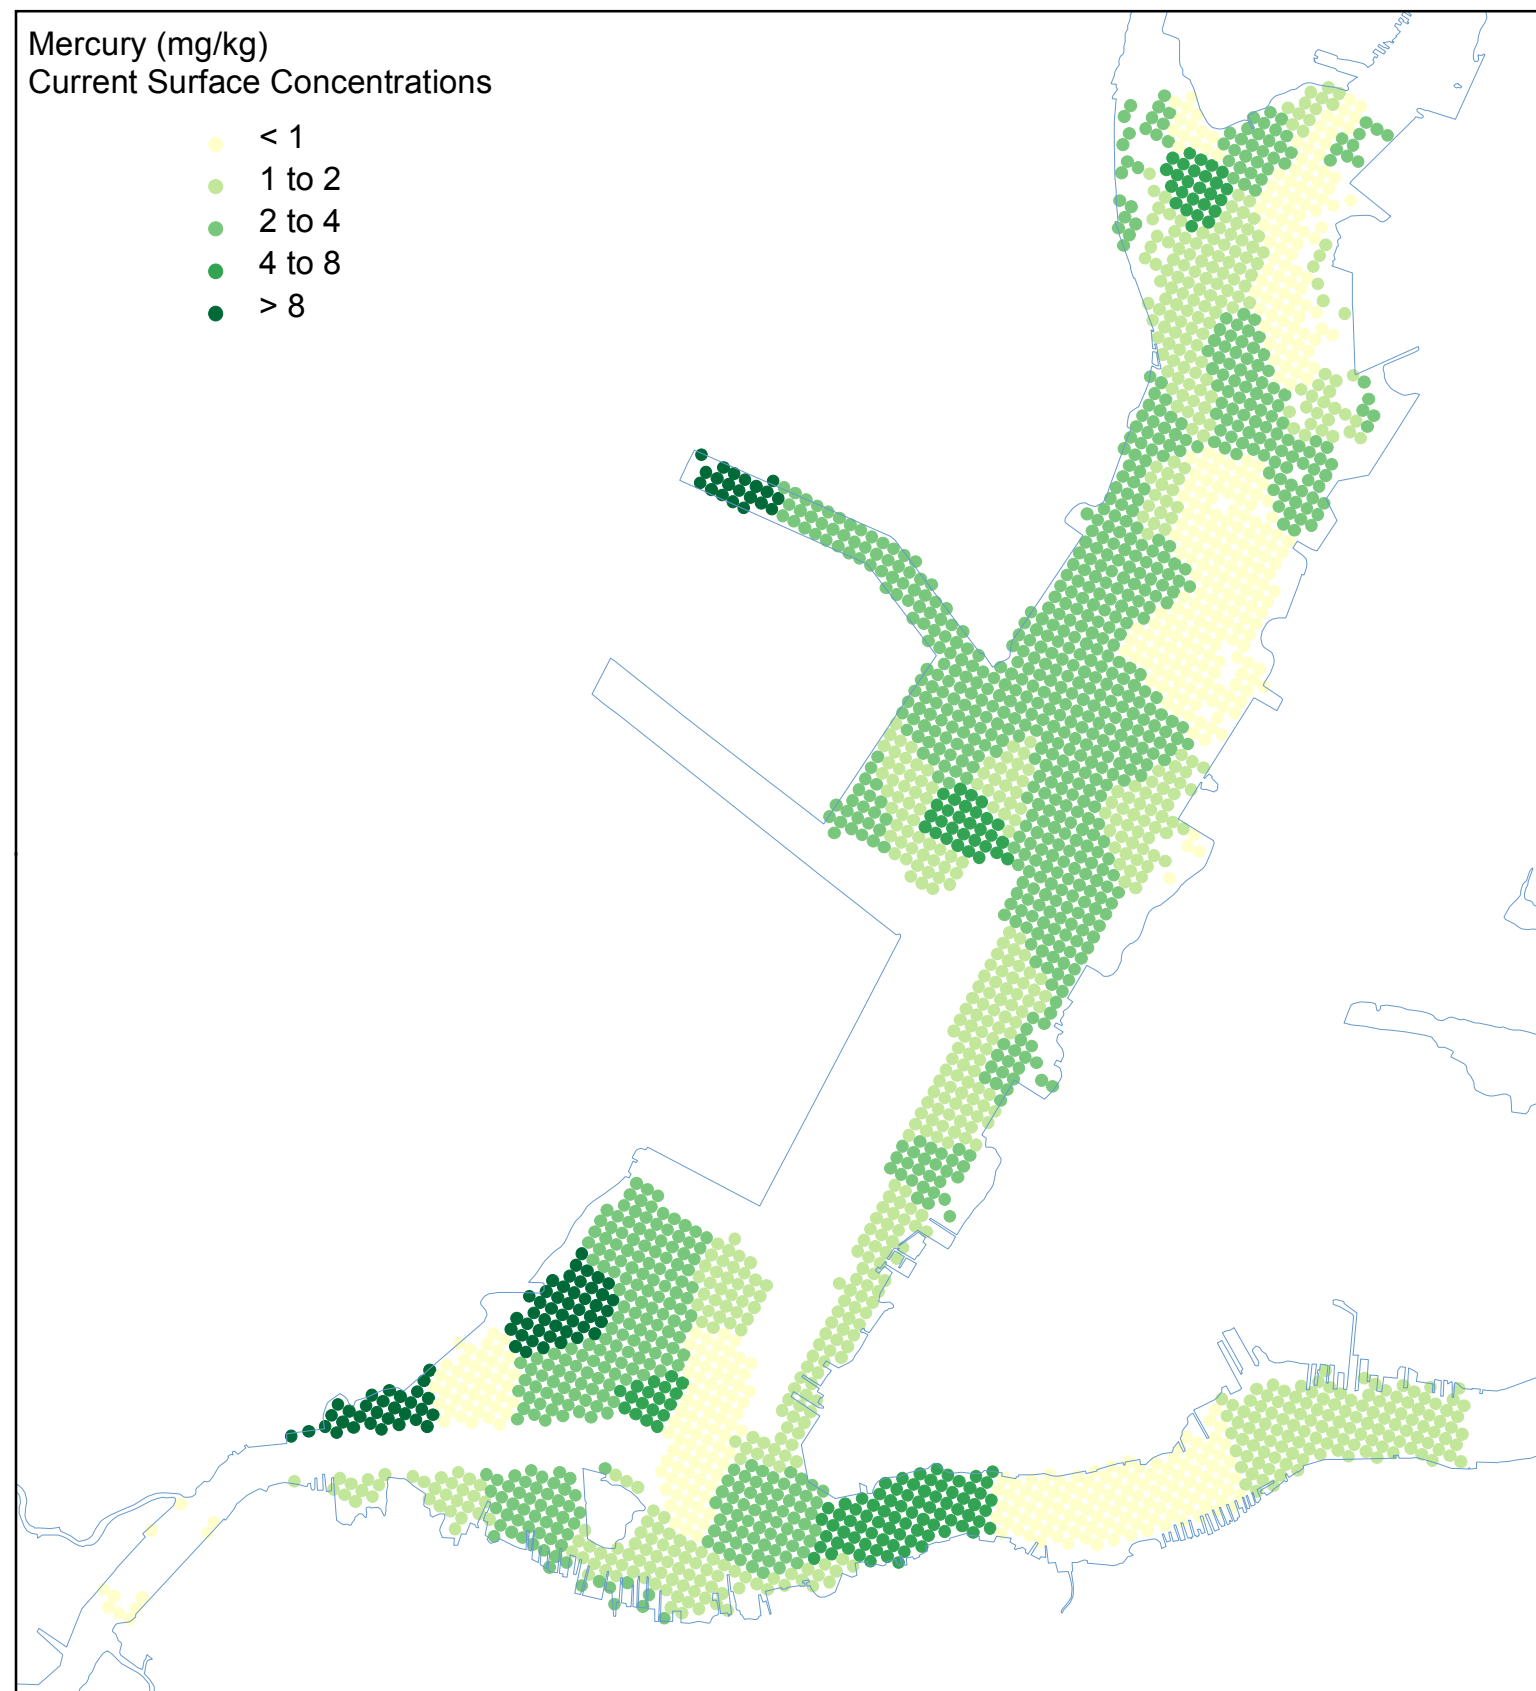 Mercury (mg/kg)
Current Surface Concentrations
< 1
1 to 2
2 to 4
4 to 8
> 8